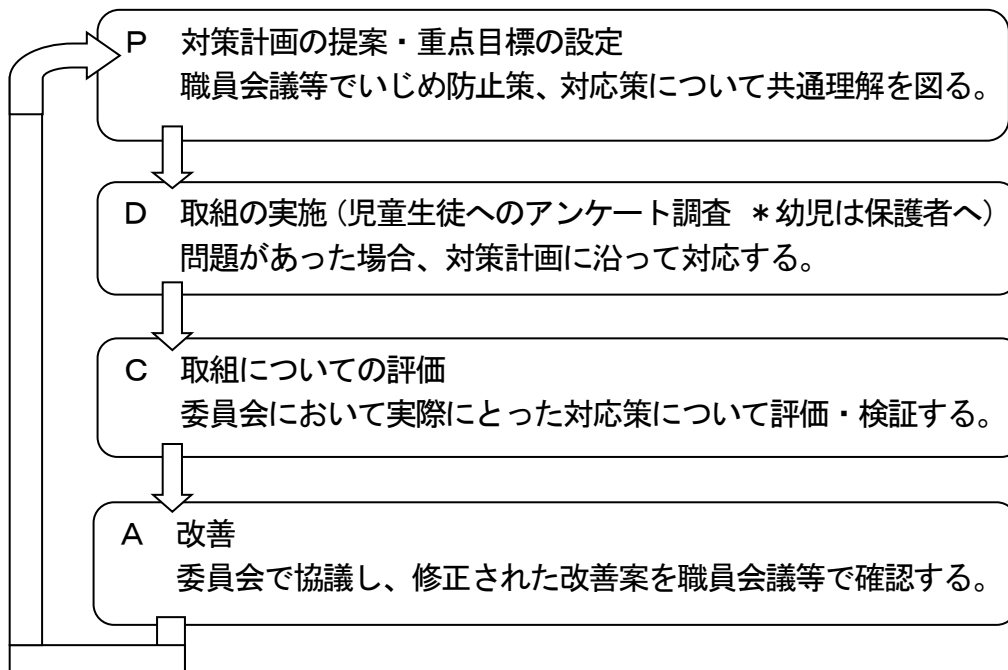 P　対策計画の提案・重点目標の設定
職員会議等でいじめ防止策、対応策について共通理解を図る。
D　取組の実施（児童生徒へのアンケート調査　＊幼児は保護者へ）
問題があった場合、対策計画に沿って対応する。
C　取組についての評価
委員会において実際にとった対応策について評価・検証する。
A　改善
委員会で協議し、修正された改善案を職員会議等で確認する。